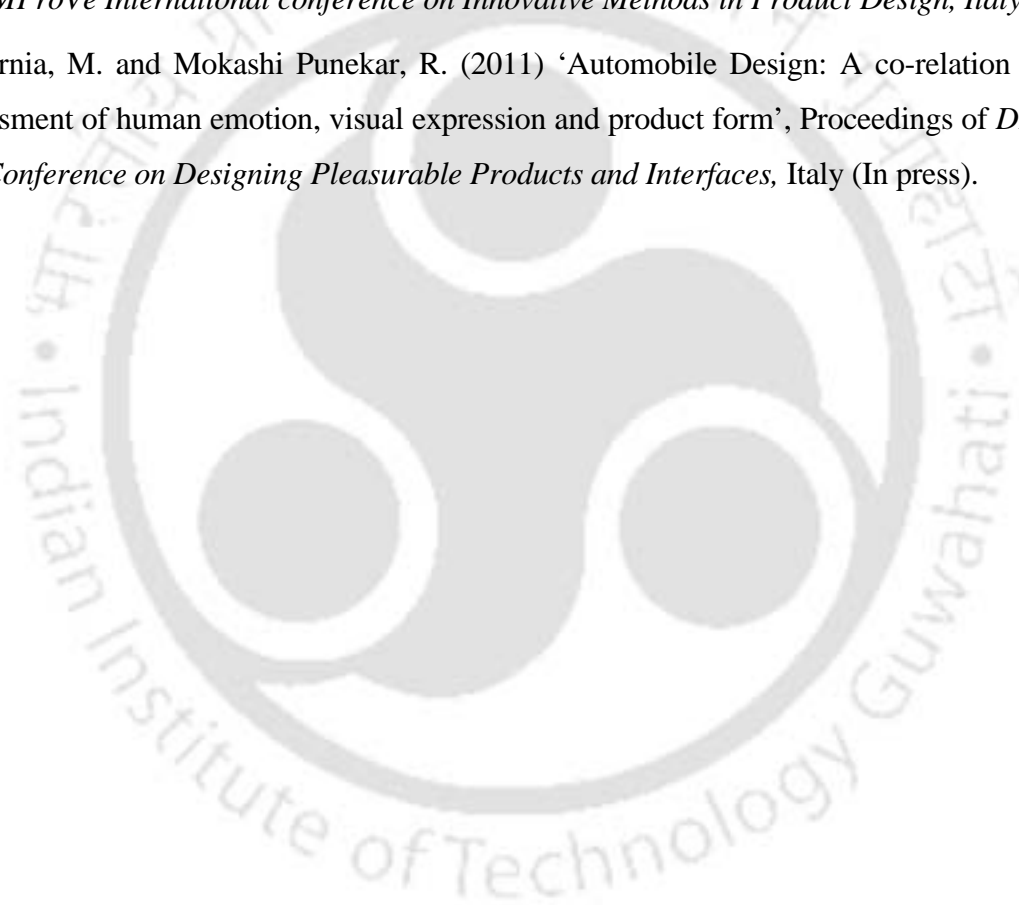 MProVe International conference on Innovative Methods in Product Design, Italy
rnia, M. and Mokashi Punekar, R. (2011) ‘Automobile Design: A co-relation
sment of human emotion, visual expression and product form’, Proceedings of D
Conference on Designing Pleasurable Products and Interfaces, Italy (In press).
Indian Institute of Technology Guwahati